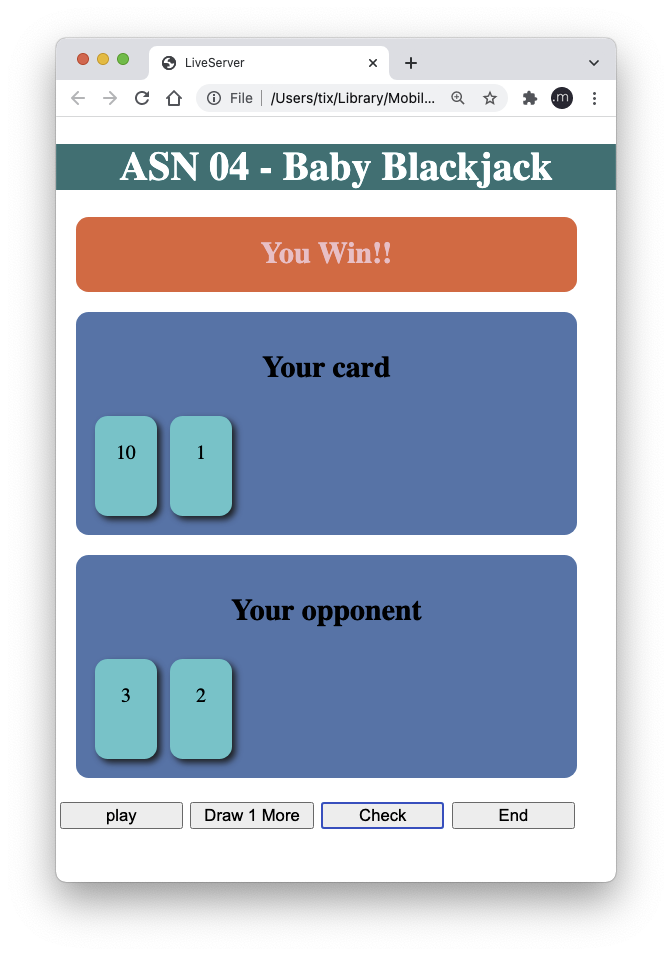 LiveServer
File | /Users/tix/Library/Mobil...
.m
ASN 04 - Baby Blackjack
You Win!!
Your card
10 1
Your opponent
3 2
play Draw 1 More Check End